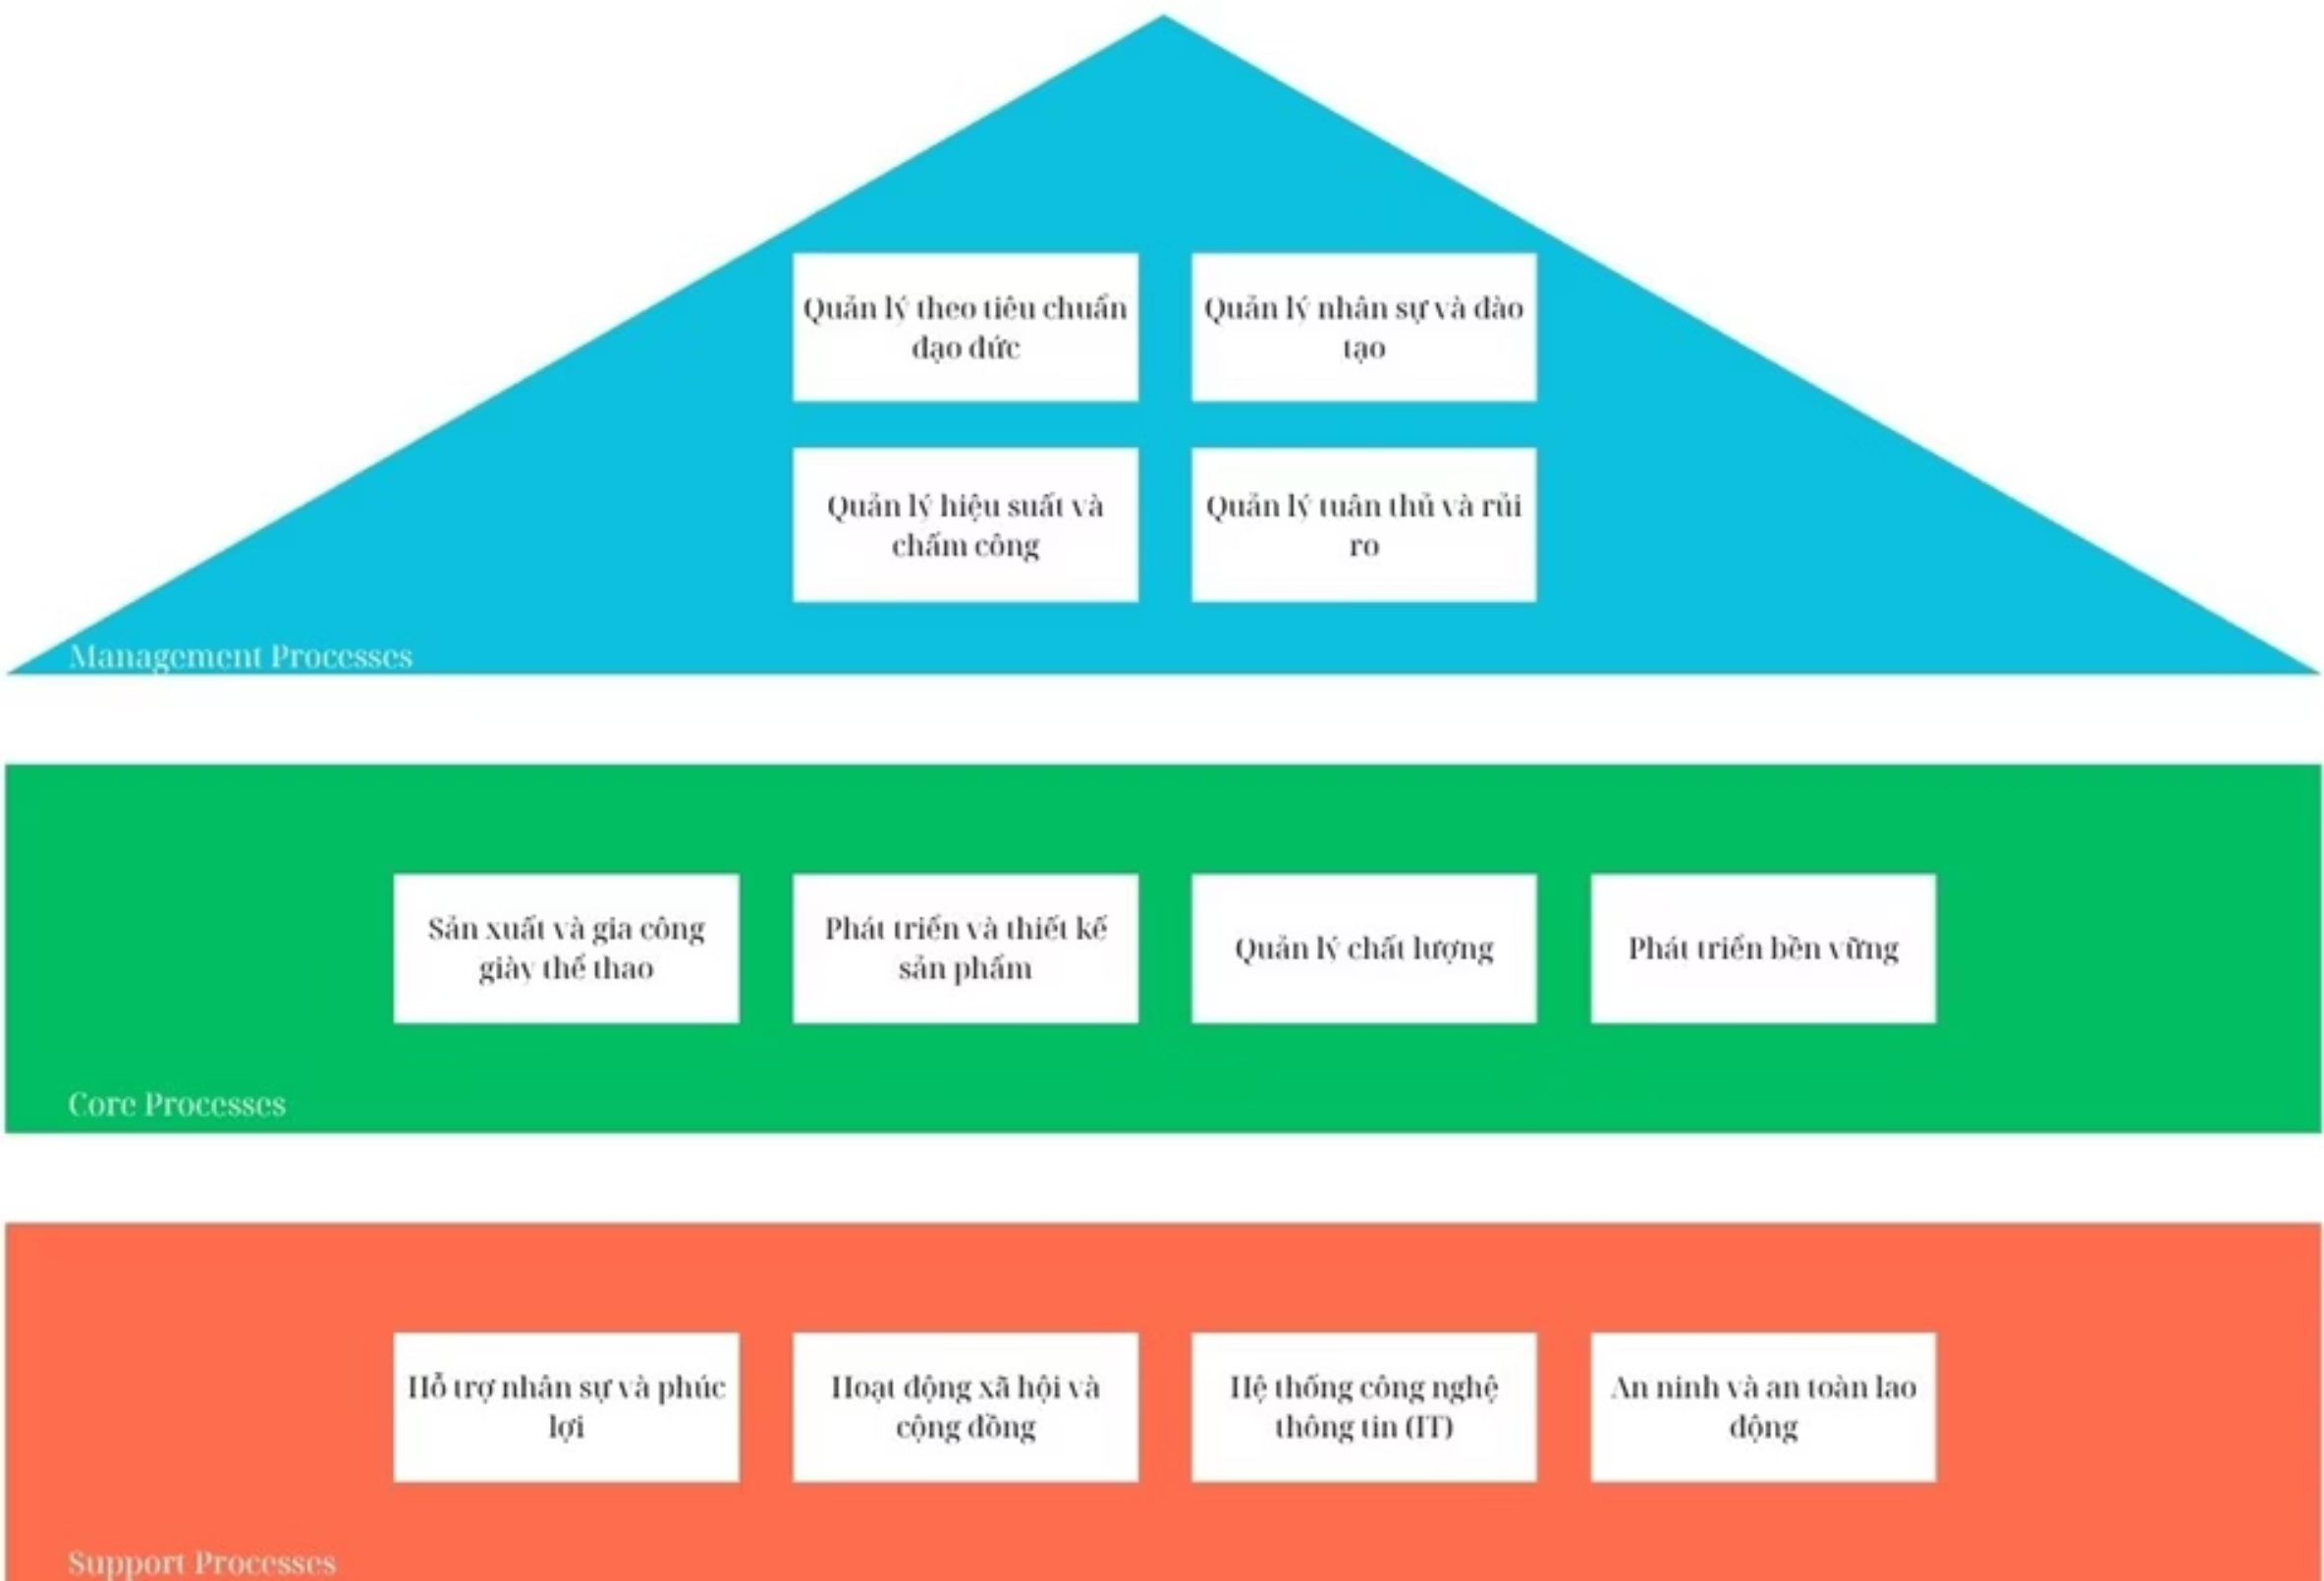 Quản lý theo tiêu chuẩn
đạo đức
Quản lý nhân sự và đào
tạo
Quản lý hiệu suất và
chấm công
Quản lý tuân thủ và rủi
ro
Management Processes
Sản xuất và gia công
giày thể thao
Phát triển và thiết kế
sản phẩm
Quản lý chất lượng
Phát triển bền vững
Core Processes
Hỗ trợ nhân sự và phúc
lợi
Hoạt động xã hội và
cộng đồng
Hệ thống công nghệ
thông tin (IT)
An ninh và an toàn lao
động
Support Processes